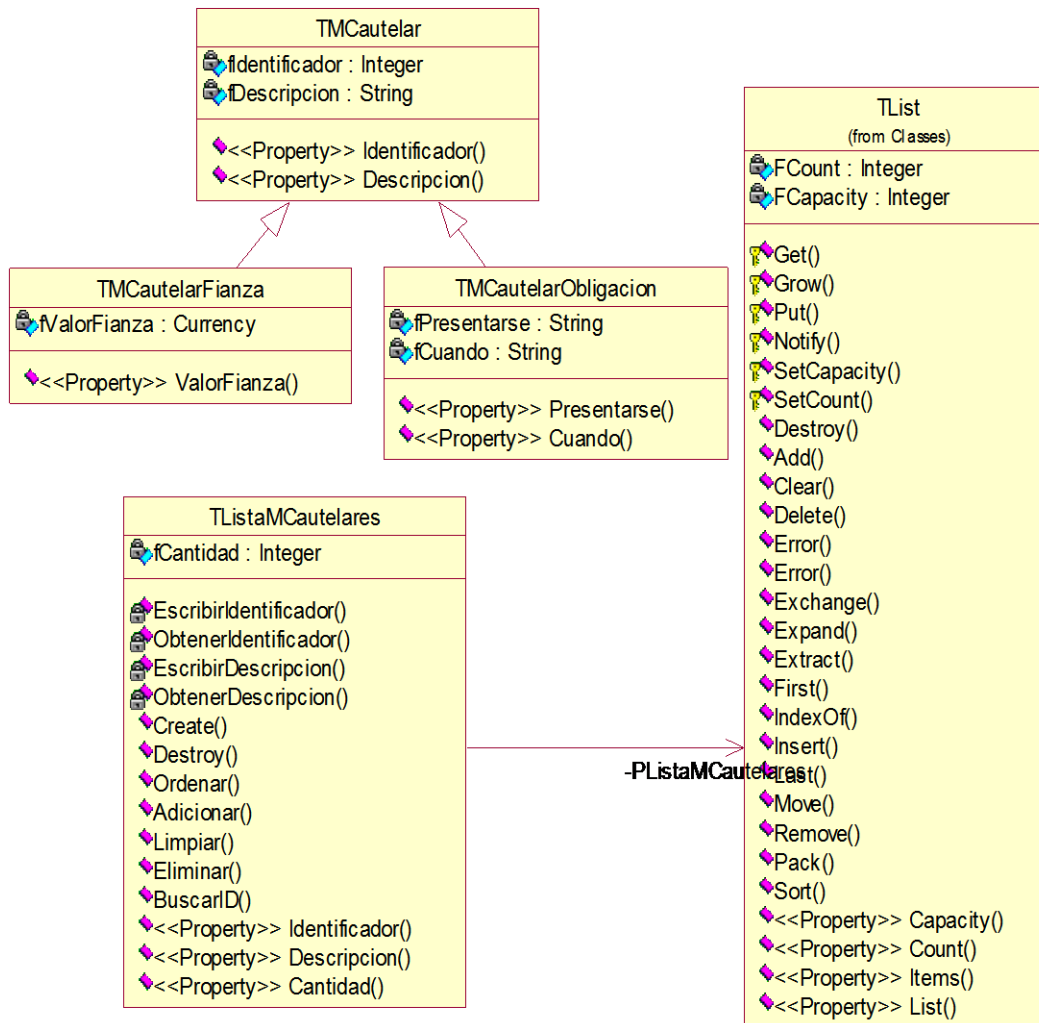 TMCautelar
fIdentificador : Integer
fDescripcion : String
<<Property>> Identificador()
<<Property>> Descripcion()
TMCautelarFianza
fValorFianza : Currency
<<Property>> ValorFianza()
TMCautelarObligacion
fPresentarse : String
fCuando : String
<<Property>> Presentarse()
<<Property>> Cuando()
TListaMCautelares
fCantidad : Integer
EscribirIdentificador()
ObtenerIdentificador()
EscribirDescripcion()
ObtenerDescripcion()
Create()
Destroy()
Ordenar()
Adicionar()
Limpiar()
Eliminar()
BuscarID()
<<Property>> Identificador()
<<Property>> Descripcion()
<<Property>> Cantidad()
-PListaMCautelares
TList
(from Classes)
FCount : Integer
FCapacity : Integer
Get()
Grow()
Put()
Notify()
SetCapacity()
SetCount()
Destroy()
Add()
Clear()
Delete()
Error()
Error()
Exchange()
Expand()
Extract()
First()
IndexOf()
Insert()
Last()
Move()
Remove()
Pack()
Sort()
<<Property>> Capacity()
<<Property>> Count()
<<Property>> Items()
<<Property>> List()